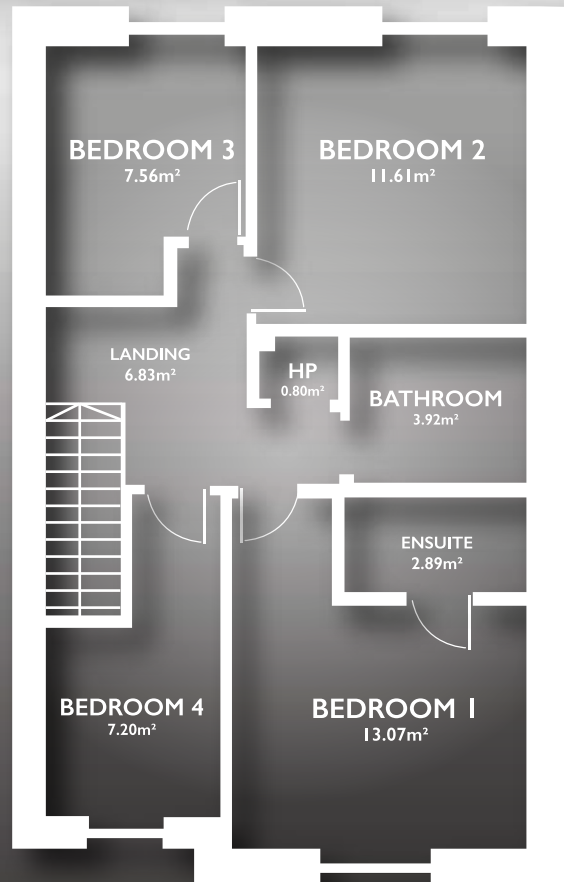 BEDROOM 3
7.56m²
BEDROOM 2
11.61m²
LANDING
6.83m²
HP
0.80m²
BATHROOM
3.92m²
ENSUITE
2.89m²
BEDROOM 4
7.20m²
BEDROOM 1
13.07m²